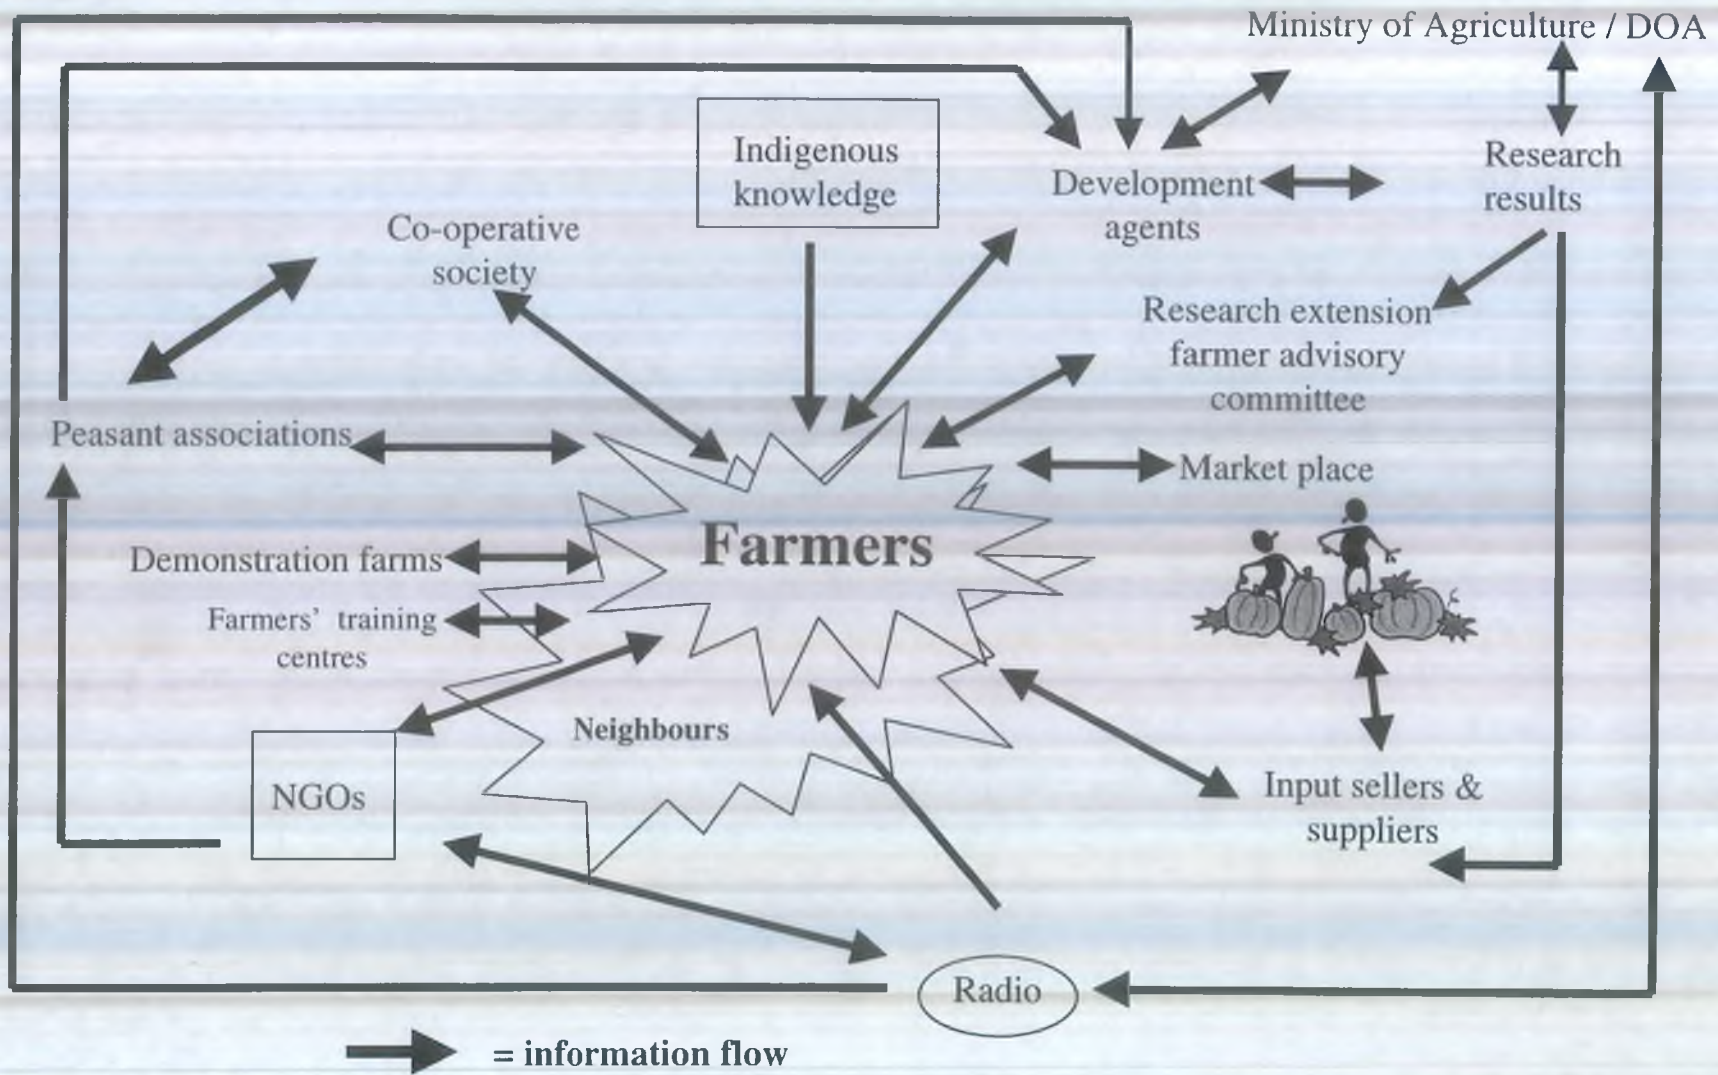 Ministry of Agriculture / DOA
Indigenous
knowledge
Research
results
Development
agents
Co-operative
society
Research extension
farmer advisory
committee
Peasant associations
Market place
Farmers
Demonstration farms
Farmers' training
centres
Neighbours
NGOs
Input sellers &
suppliers
Radio
= information flow